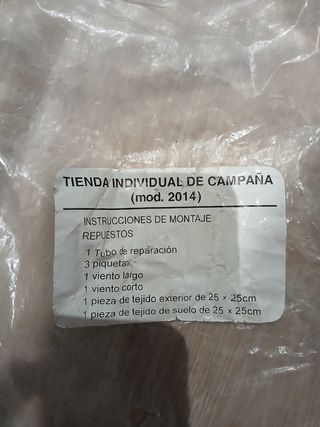 TIENDA INDIVIDUAL DE CAMPAÑA
(mod. 2014)
INSTRUCCIONES DE MONTAJE
REPUESTOS
1 Tubo de reparación
3 piqueta
1 viento largo
1 viento corto
1 pieza de tejido exterior de 25 x 25cm
1 pieza de tejido de suelo de 25 x 25cm